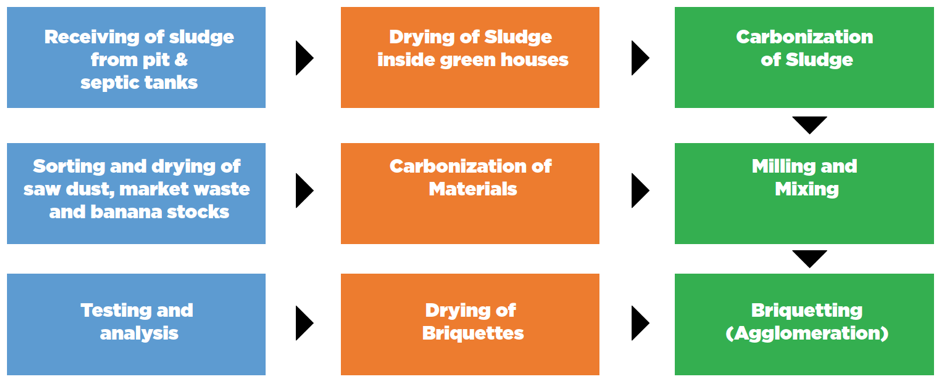 Receiving of sludge
from pit &
septic tanks
Drying of Sludge
inside green houses
Carbonization
of Sludge
Sorting and drying of
saw dust, market waste
and banana stocks
Carbonization of
Materials
Milling and
Mixing
Testing and
analysis
Drying of
Briquettes
Briquetting
(Agglomeration)